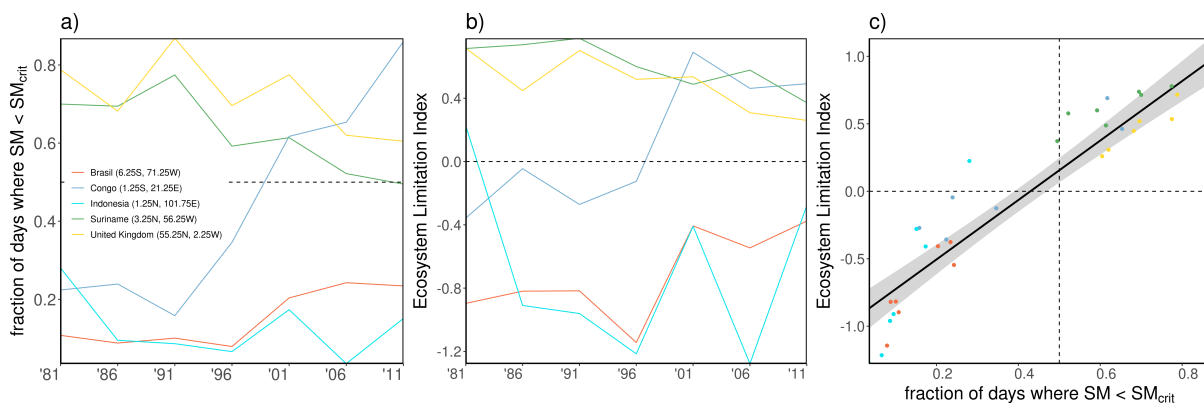 a)
fraction of days where SM < SMcrit
0.8
0.6
0.4
0.2
Brasil (6.25S, 71.25W)
Congo (1.25S, 21.25E)
Indonesia (1.25N, 101.75E)
Suriname (3.25N, 56.25W)
United Kingdom (55.25N, 2.25W)
'81 '86 '91 '96 '01 '06 '11
b)
Ecosystem Limitation Index
0.4
0.0
-0.4
-0.8
-1.2
'81 '86 '91 '96 '01 '06 '11
c)
Ecosystem Limitation Index
1.0
0.5
0.0
-0.5
-1.0
0.2 0.4 0.6 0.8
fraction of days where SM < SMcrit